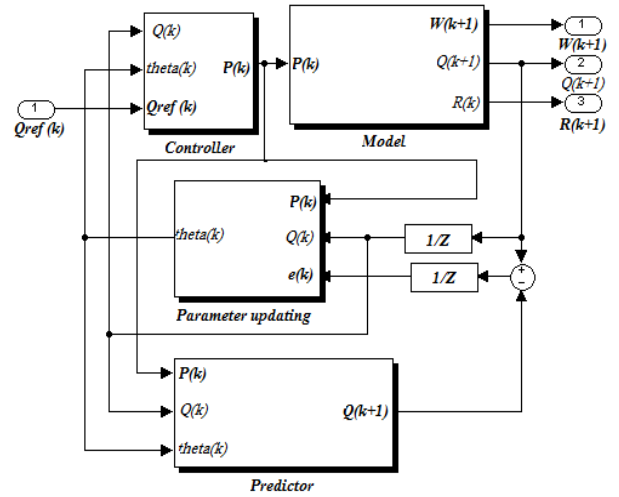 Q(k)
theta(k)
P(k)
Qref (k)
Controller
1
Qref (k)
P(k)
W(k+1)
Q(k+1)
R(k)
Model
1
W(k+1)
2
Q(k+1)
3
R(k+1)
P(k)
theta(k)
Q(k)
e(k)
Parameter updating
1/Z
1/Z
+
−
P(k)
Q(k)
theta(k)
Q(k+1)
Predictor